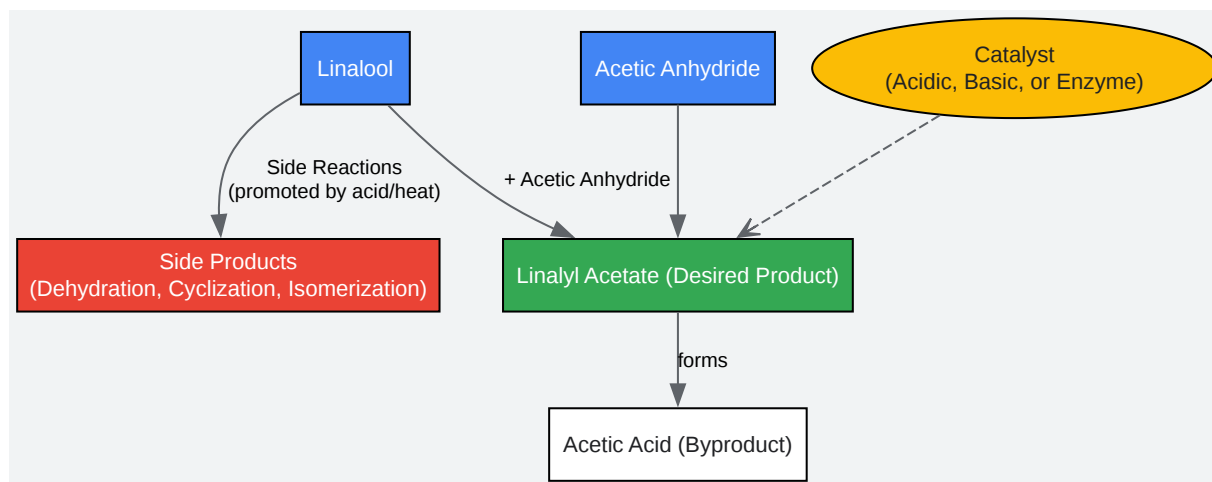 Linalool
Acetic Anhydride
Catalyst
(Acidic, Basic, or Enzyme)
Side Reactions
(promoted by acid/heat)
+ Acetic Anhydride
Side Products
(Dehydration, Cyclization, Isomerization)
Linalyl Acetate (Desired Product)
forms
Acetic Acid (Byproduct)